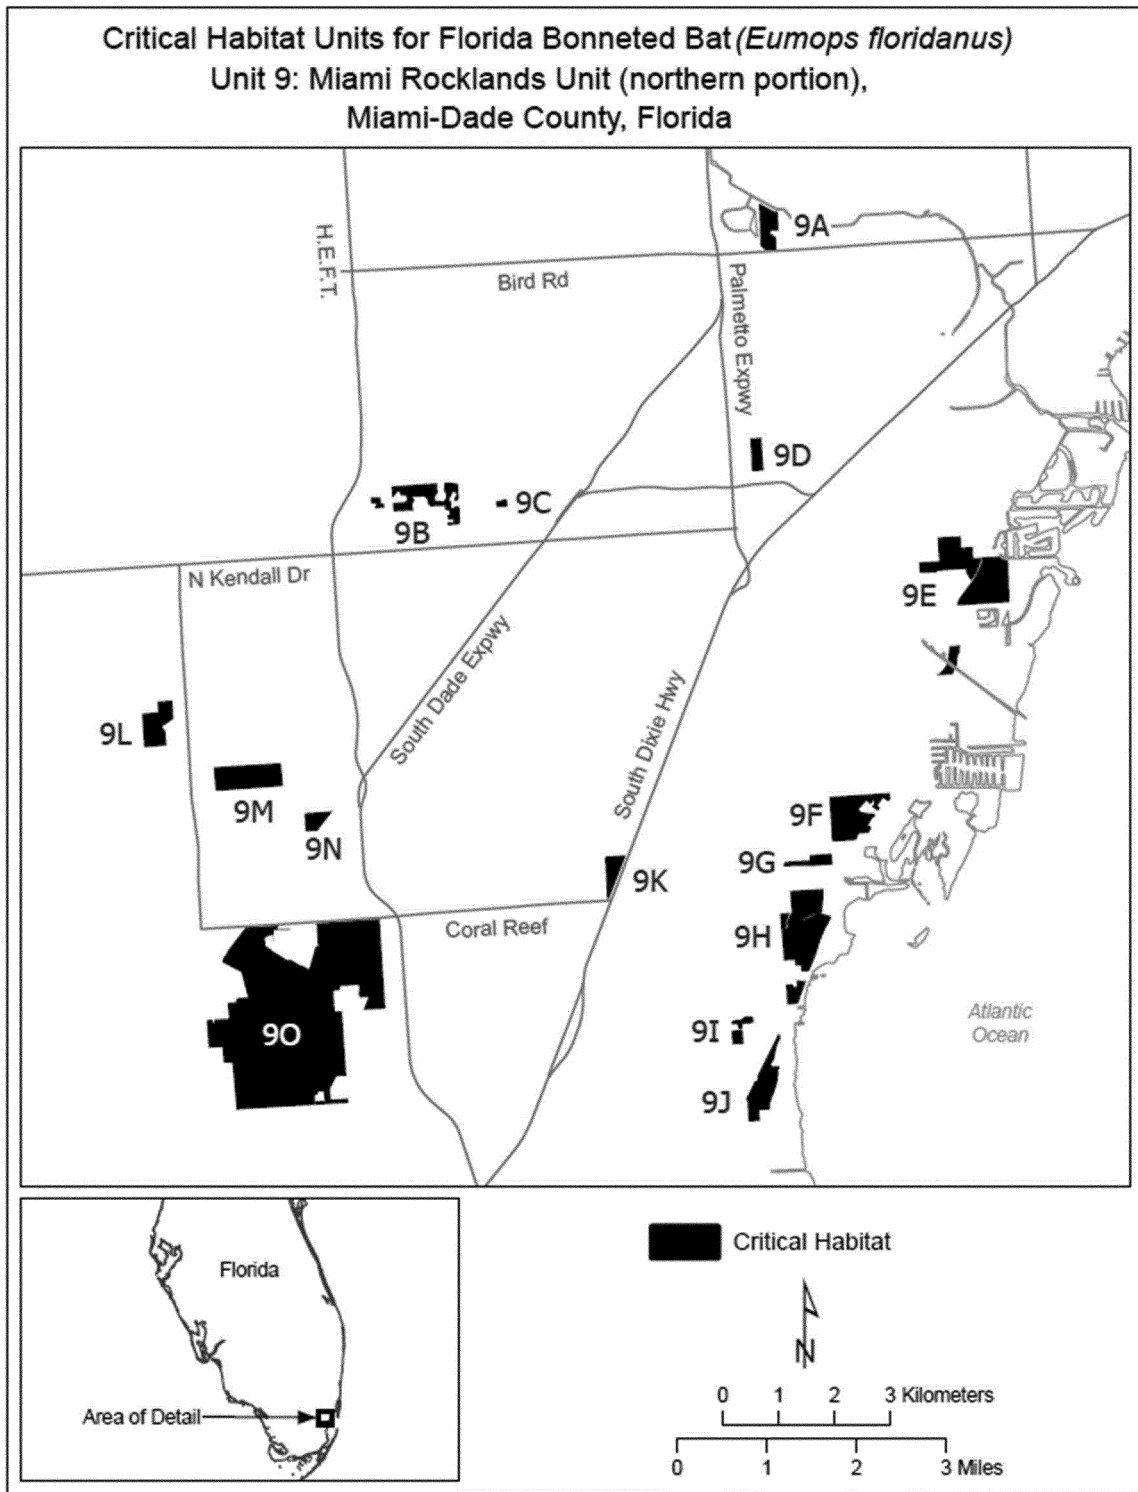 Critical Habitat Units for Florida Bonneted Bat (Eumops floridanus)
Unit 9: Miami Rocklands Unit (northern portion),
Miami-Dade County, Florida
9A
H.E.F.T.
Bird Rd
Palmetto Expwy
9D
9C
9B
N Kendall Dr
9E
South Dade Expwy
South Dixie Hwy
9L
9M
9N
9F
9G
9K
9H
Coral Reef
9O
9I
Atlantic
Ocean
9J
Florida
Area of Detail
Critical Habitat
N
0 1 2 3 Kilometers
0 1 2 3 Miles